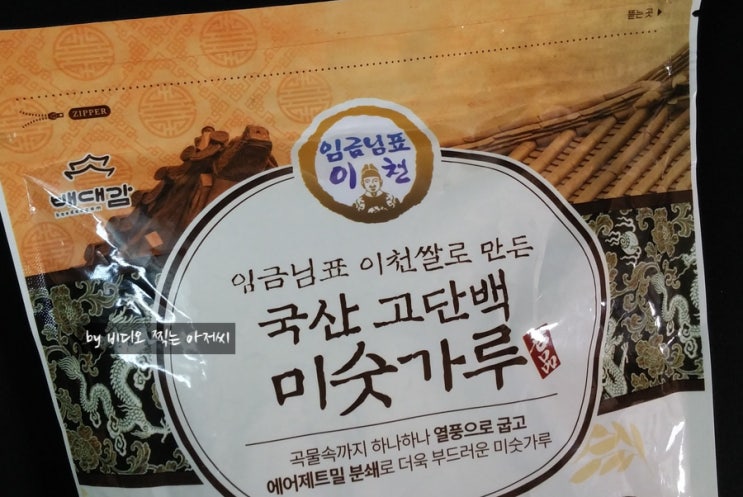 뜯는 곳
ZIPPER
임금님표
이천
배대감
임금님표 이천쌀로 만든
국산 고단백
미숫가루
by 비디오 찍는 아저씨
곡물속까지 하나하나 열풍으로 굽고
에어제트밀 분쇄로 더욱 부드러운 미숫가루